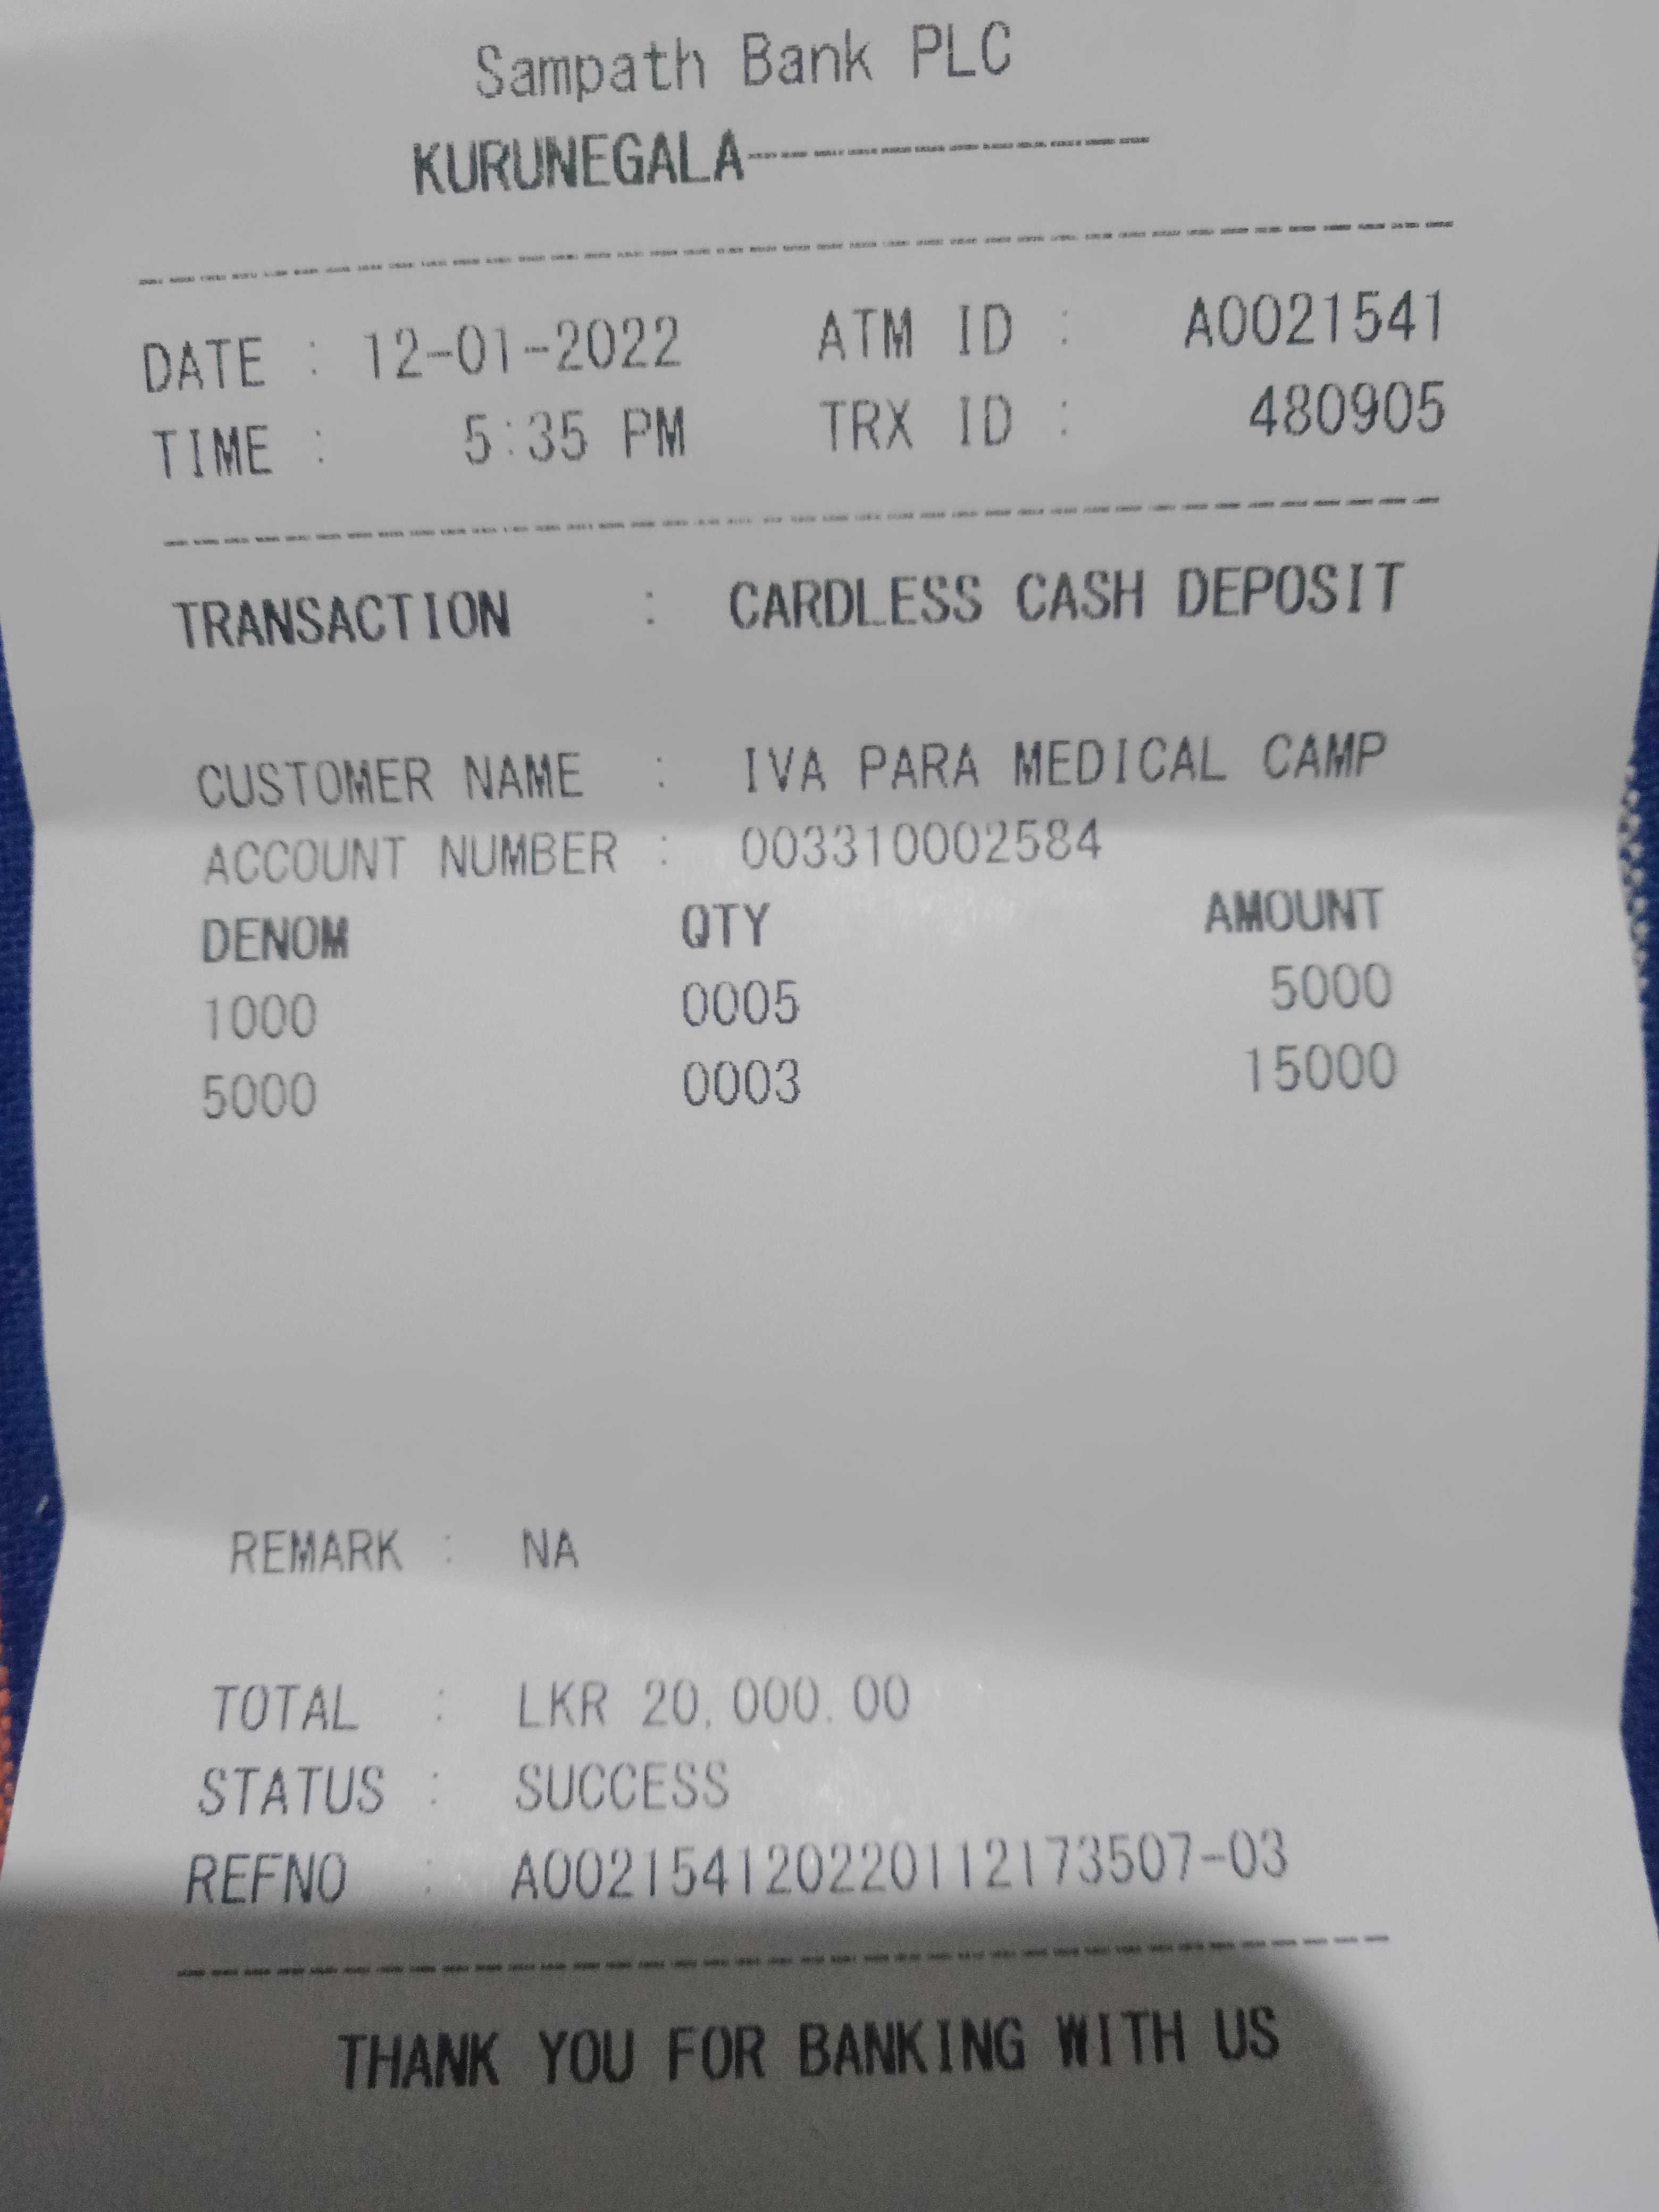 Sampath Bank PLC
KURUNEGALA
DATE : 12-01-2022 ATM ID : A0021541
TIME : 5:35 PM TRX ID : 480905
TRANSACTION : CARDLESS CASH DEPOSIT
CUSTOMER NAME : IVA PARA MEDICAL CAMP
ACCOUNT NUMBER : 003310002584
DENOM QTY AMOUNT
1000 0005 5000
5000 0003 15000
REMARK : NA
TOTAL : LKR 20,000.00
STATUS : SUCCESS
REFNO : A002154120220112173507-03
THANK YOU FOR BANKING WITH US